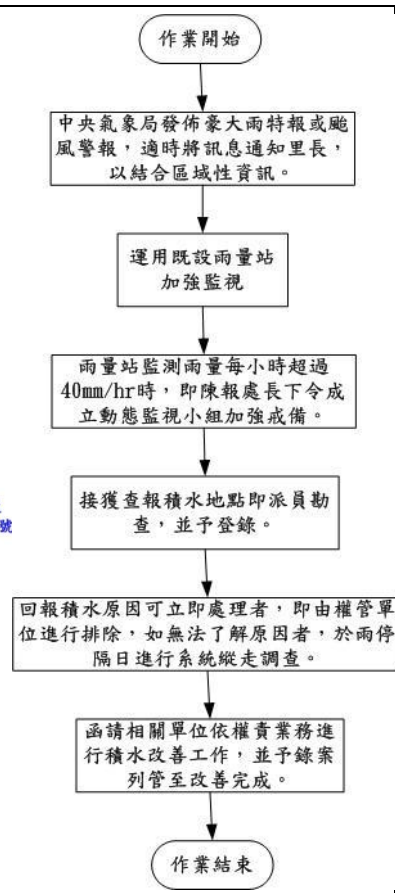 作業開始
中央氣象局發佈豪大雨特報或颱
風警報，適時將訊息通知里長，
以結合區域性資訊。
運用既設雨量站
加強監視
雨量站監測雨量每小時超過
40mm/hr時，即陳報處長下令成
立動態監視小組加強戒備。
接獲查報積水地點即派員勘
查，並予登錄。
號
回報積水原因可立即處理者，即由權管單
位進行排除，如無法了解原因者，於雨停
隔日進行系統縱走調查。
函請相關單位依權責業務進
行積水改善工作，並予錄案
列管至改善完成。
作業結束